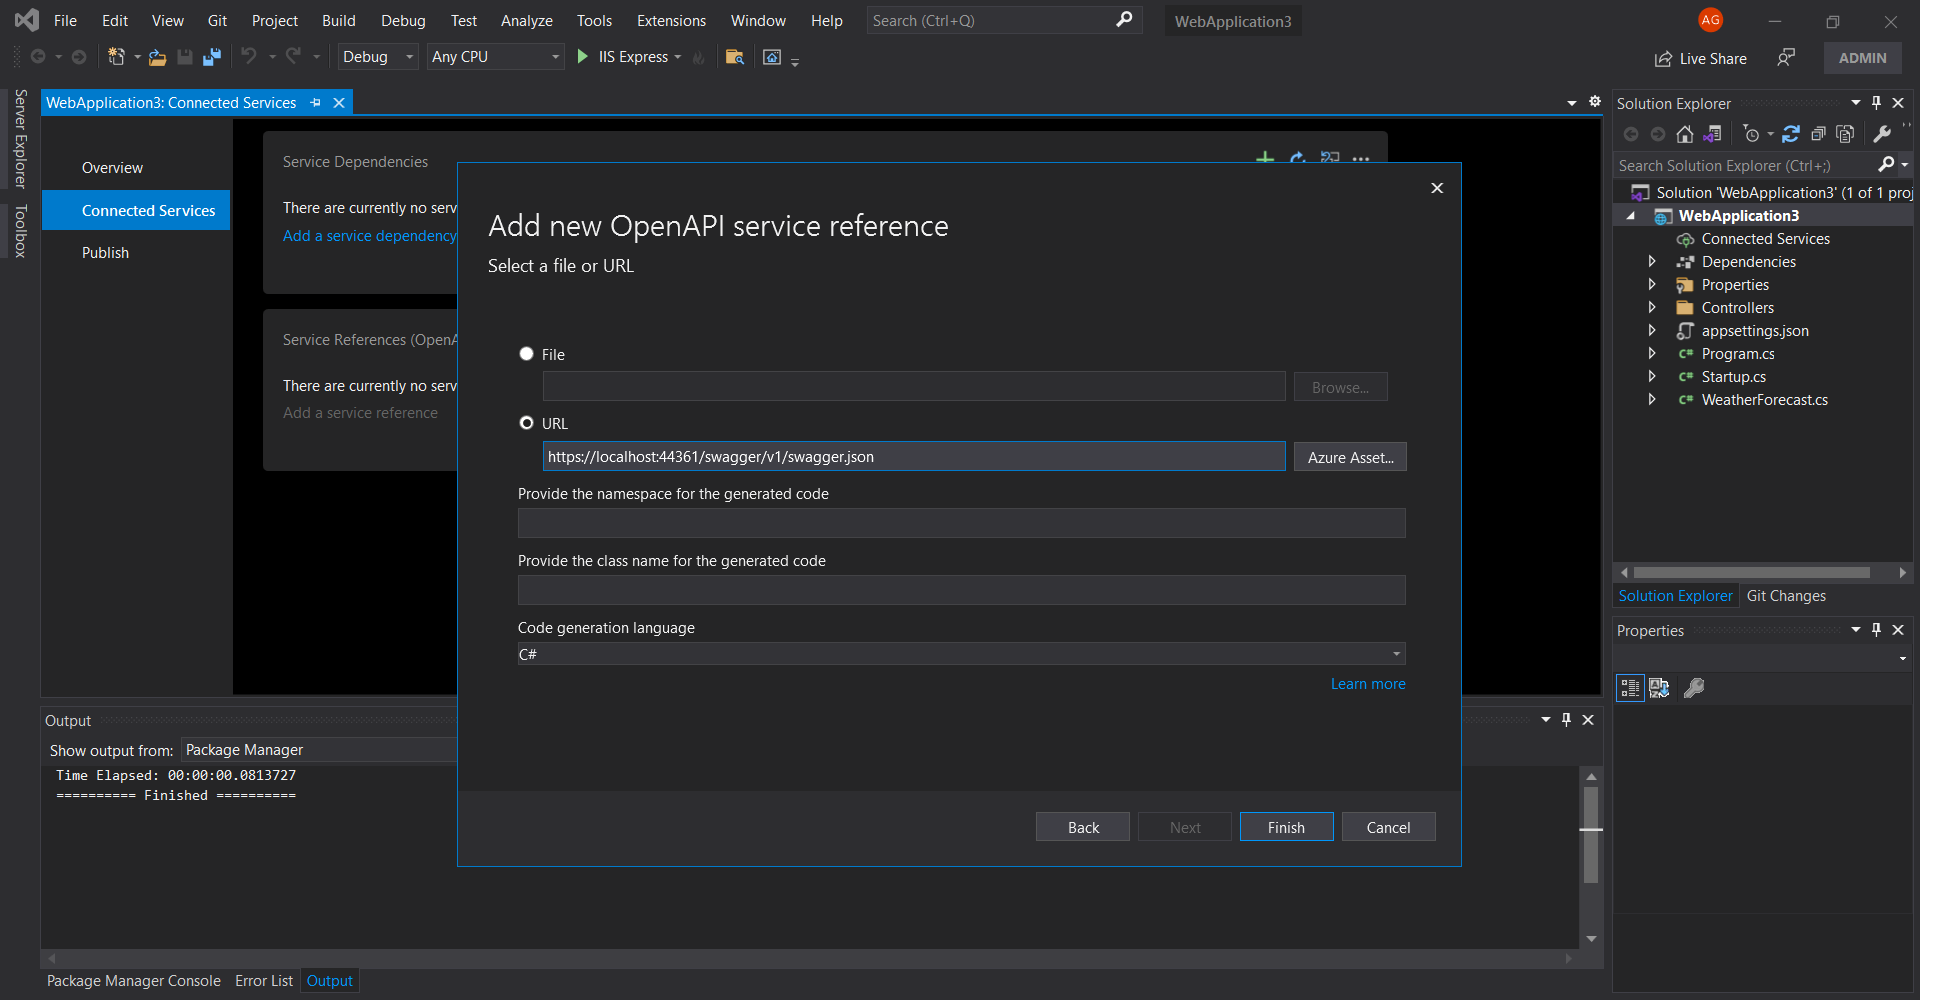 File Edit View Git Project Build Debug Test Analyze Tools Extensions Window Help Search (Ctrl+Q) WebApplication3 AG
Debug Any CPU IIS Express Live Share ADMIN
Server Explorer
Toolbox
WebApplication3: Connected Services
Overview
Connected Services
Publish
Service Dependencies
There are currently no serv
Add a service dependency
Service References (OpenA
There are currently no serv
Add a service reference
Add new OpenAPI service reference
Select a file or URL
File
Browse...
URL
https://localhost:44361/swagger/v1/swagger.json
Azure Asset...
Provide the namespace for the generated code
Provide the class name for the generated code
Code generation language
C#
Learn more
Back Next Finish Cancel
Output
Show output from: Package Manager
Time Elapsed: 00:00:00.0813727
========== Finished ==========
Package Manager Console Error List Output
Solution Explorer
Search Solution Explorer (Ctrl+;)
Solution 'WebApplication3' (1 of 1 proj
WebApplication3
Connected Services
Dependencies
Properties
Controllers
appsettings.json
C# Program.cs
C# Startup.cs
C# WeatherForecast.cs
Solution Explorer Git Changes
Properties